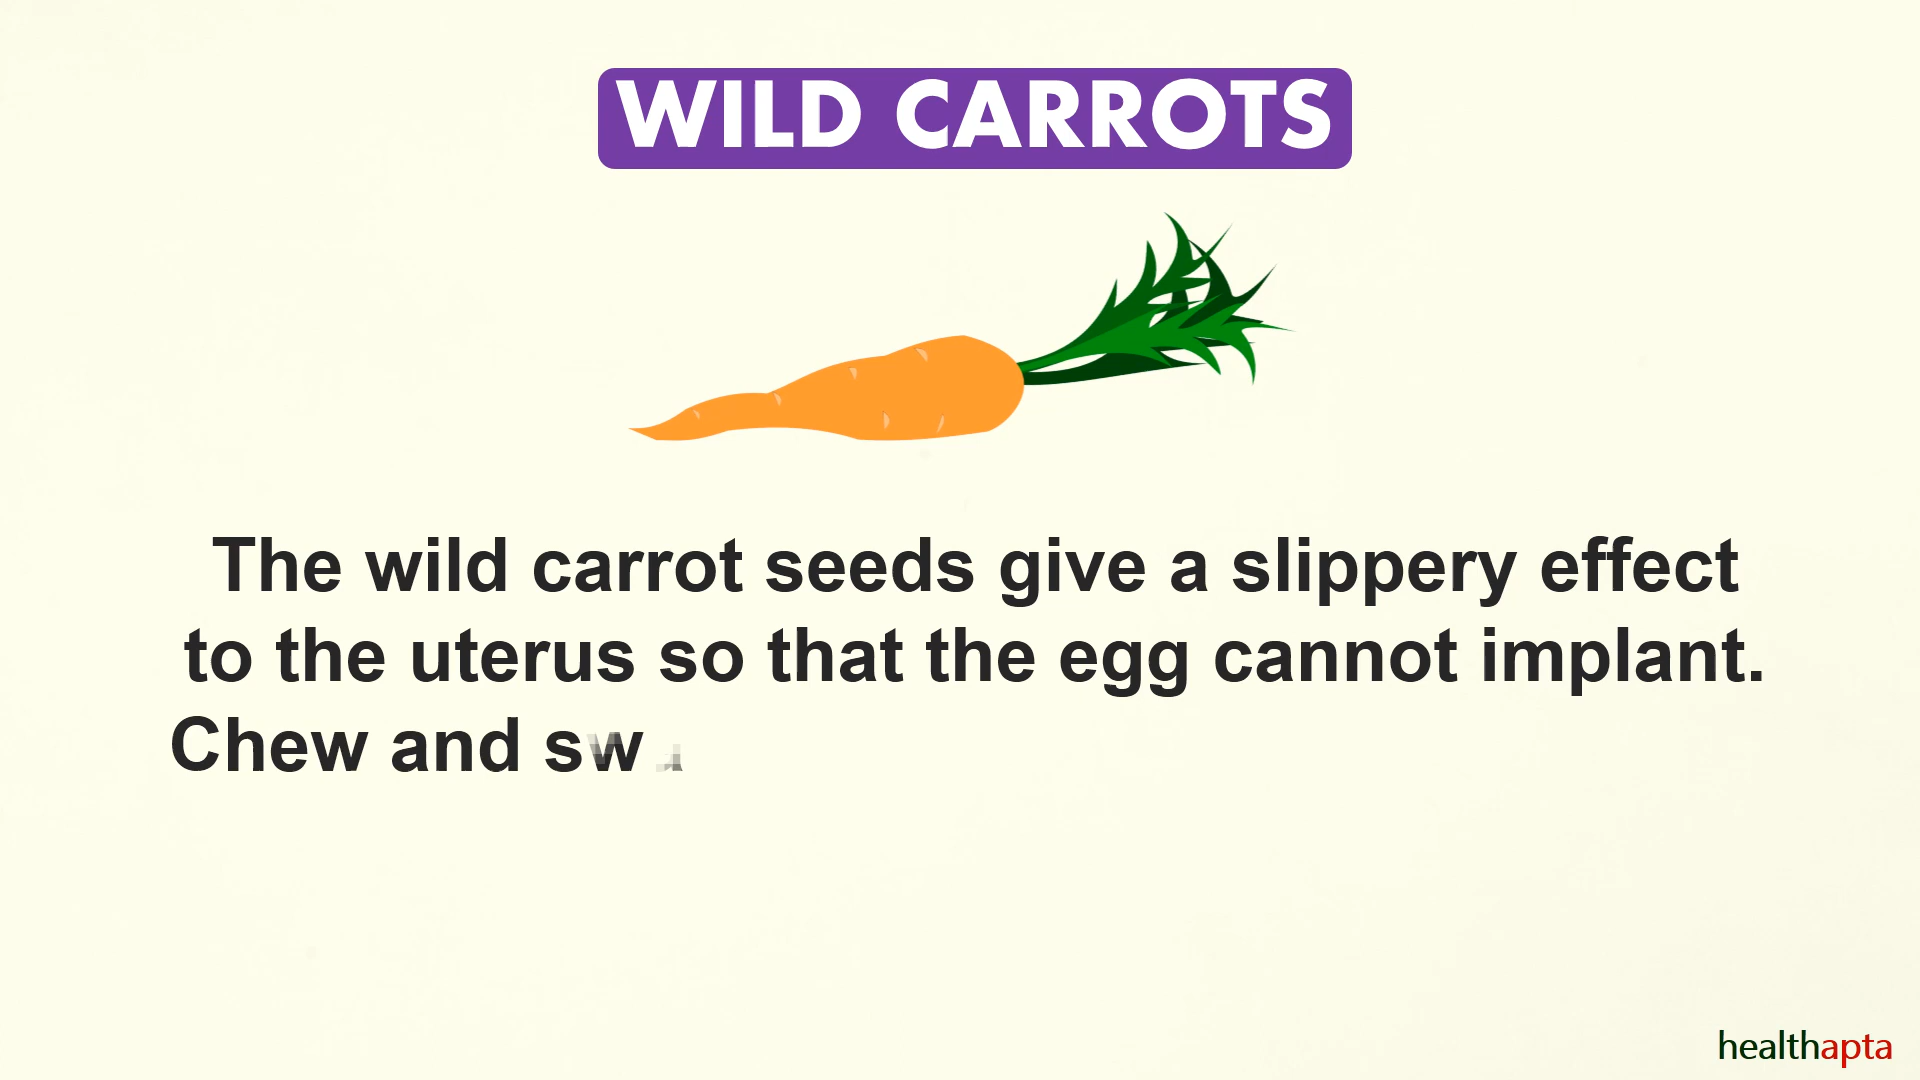 WILD CARROTS
The wild carrot seeds give a slippery effect
to the uterus so that the egg cannot implant.
Chew and
healthapta